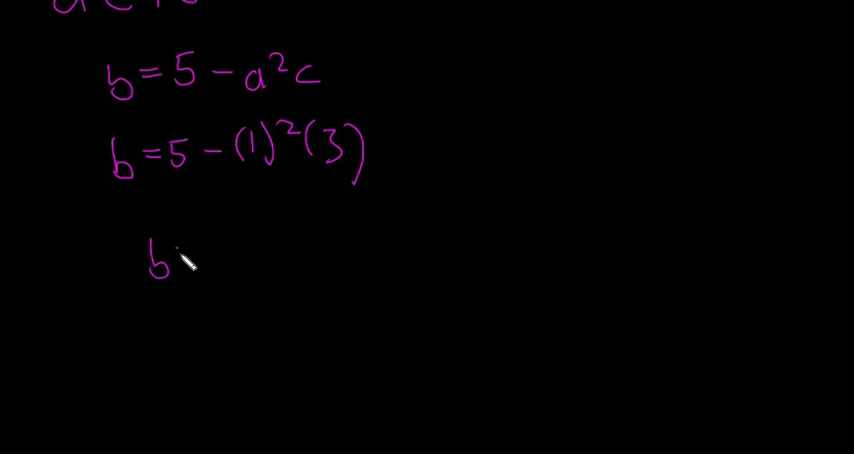 b = 5 - a²c
b = 5 - (1)²(3)
b